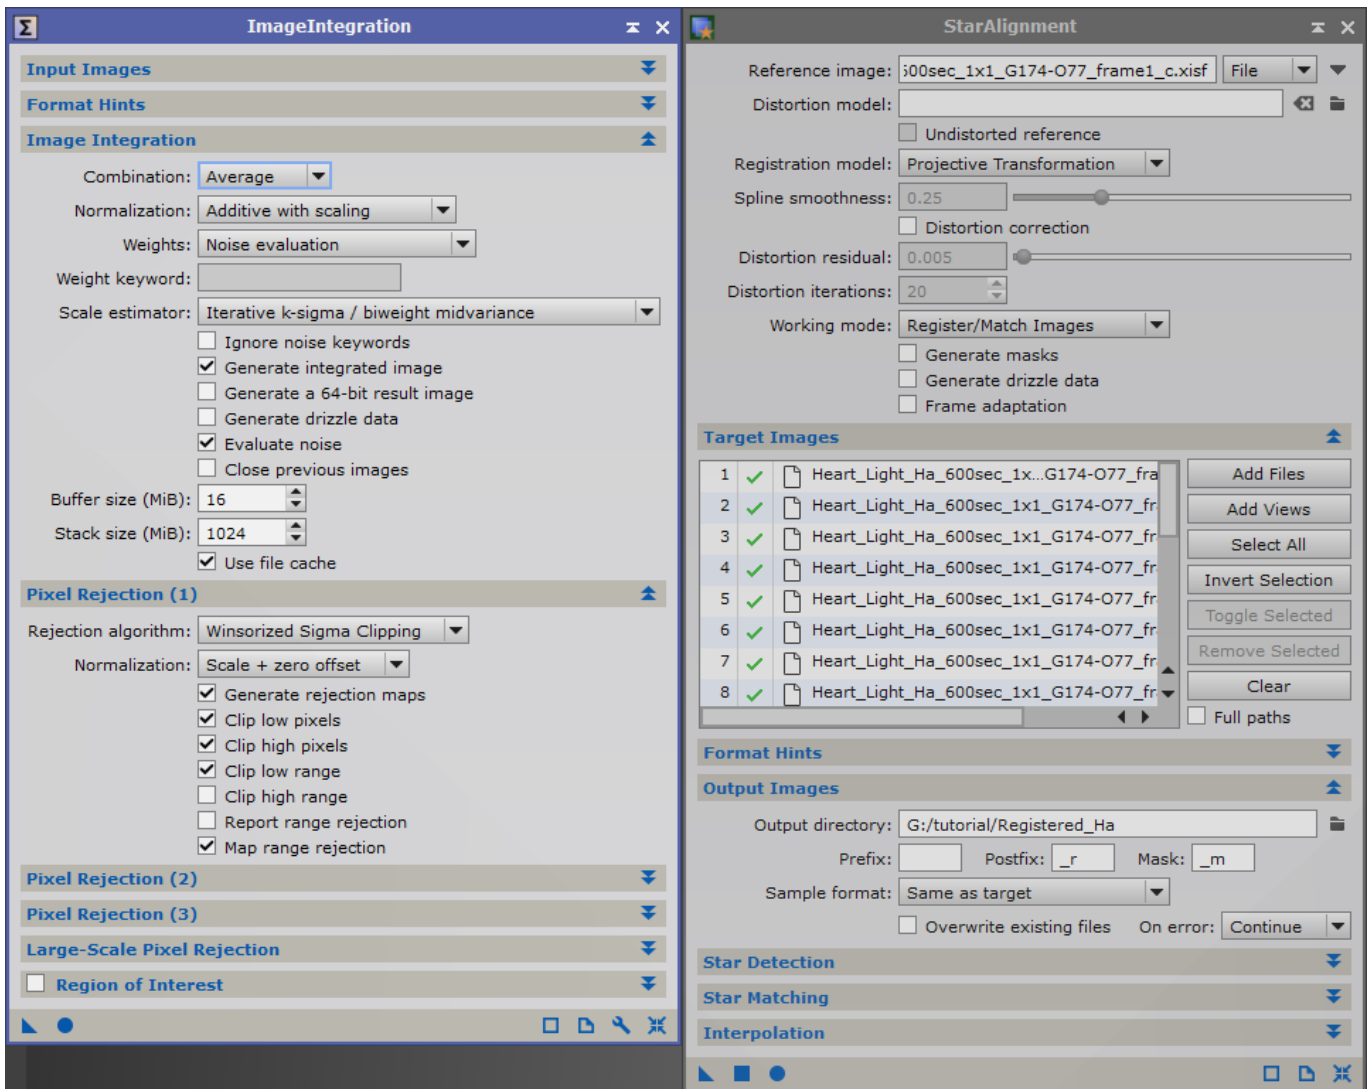 ImageIntegration
Input Images
Format Hints
Image Integration
Combination: Average
Normalization: Additive with scaling
Weights: Noise evaluation
Weight keyword:
Scale estimator: Iterative k-sigma / biweight midvariance
Ignore noise keywords
Generate integrated image
Generate a 64-bit result image
Generate drizzle data
Evaluate noise
Close previous images
Buffer size (MiB): 16
Stack size (MiB): 1024
Use file cache
Pixel Rejection (1)
Rejection algorithm: Winsorized Sigma Clipping
Normalization: Scale + zero offset
Generate rejection maps
Clip low pixels
Clip high pixels
Clip low range
Clip high range
Report range rejection
Map range rejection
Pixel Rejection (2)
Pixel Rejection (3)
Large-Scale Pixel Rejection
Region of Interest
StarAlignment
Reference image: 500sec_1x1_G174-O77_frame1_c.xisf File
Distortion model:
Undistorted reference
Registration model: Projective Transformation
Spline smoothness: 0.25
Distortion correction
Distortion residual: 0.005
Distortion iterations: 20
Working mode: Register/Match Images
Generate masks
Generate drizzle data
Frame adaptation
Target Images
1 Heart_Light_Ha_600sec_1x...G174-O77_fra
2 Heart_Light_Ha_600sec_1x1_G174-O77_fr
3 Heart_Light_Ha_600sec_1x1_G174-O77_fr
4 Heart_Light_Ha_600sec_1x1_G174-O77_fr
5 Heart_Light_Ha_600sec_1x1_G174-O77_fr
6 Heart_Light_Ha_600sec_1x1_G174-O77_fr
7 Heart_Light_Ha_600sec_1x1_G174-O77_fr
8 Heart_Light_Ha_600sec_1x1_G174-O77_fr
Add Files
Add Views
Select All
Invert Selection
Toggle Selected
Remove Selected
Clear
Full paths
Format Hints
Output Images
Output directory: G:/tutorial/Registered_Ha
Prefix: Postfix: _r Mask: _m
Sample format: Same as target
Overwrite existing files On error: Continue
Star Detection
Star Matching
Interpolation